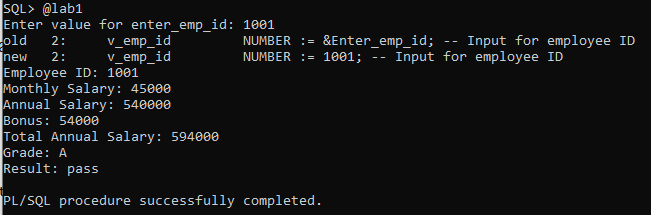 SQL> @lab1
Enter value for enter_emp_id: 1001
old   2:     v_emp_id          NUMBER := &Enter_emp_id; -- Input for employee ID
new   2:     v_emp_id          NUMBER := 1001; -- Input for employee ID
Employee ID: 1001
Monthly Salary: 45000
Annual Salary: 540000
Bonus: 54000
Total Annual Salary: 594000
Grade: A
Result: pass
PL/SQL procedure successfully completed.